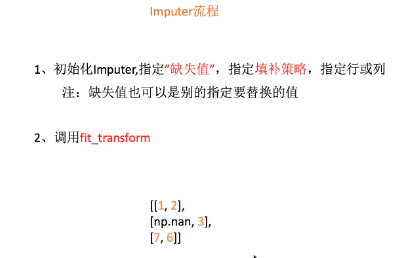 Imputer流程
1、初始化Imputer,指定”缺失值”，指定填补策略，指定行或列
注：缺失值也可以是别的指定要替换的值
2、调用fit_transform
[[1, 2],
[np.nan, 3],
[7, 6]]